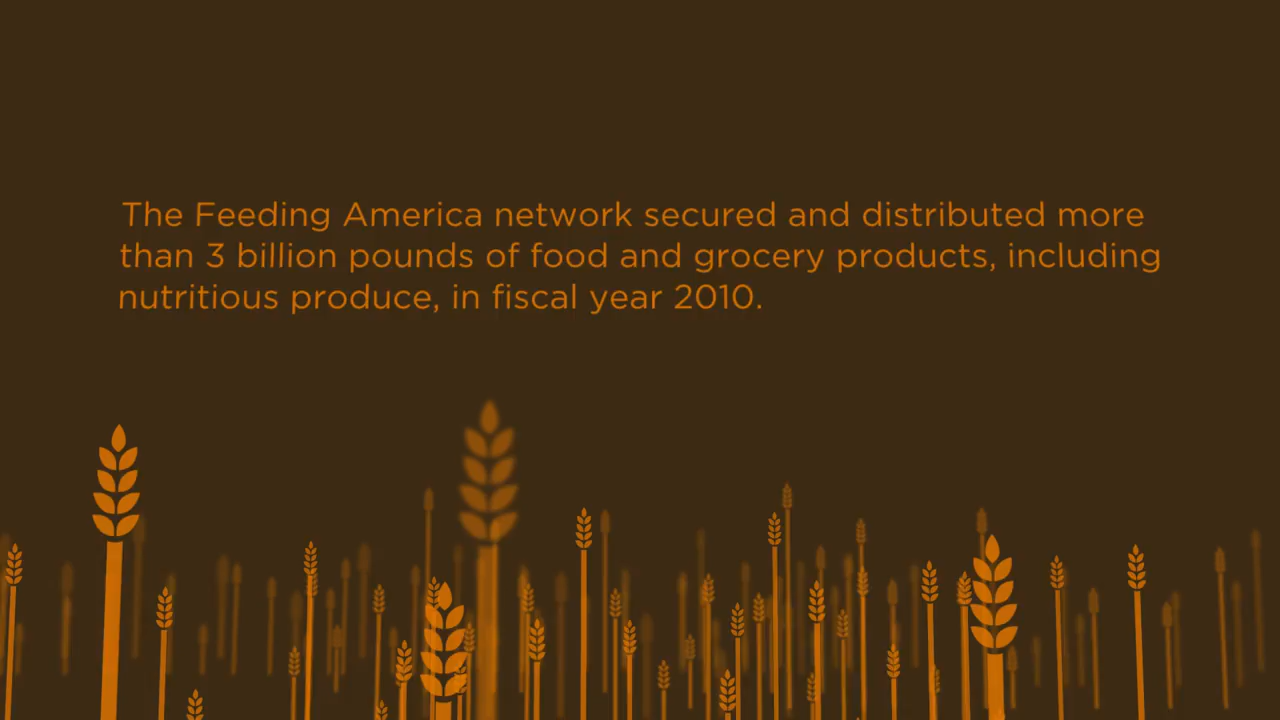 The Feeding America network secured and distributed more
than 3 billion pounds of food and grocery products, including
nutritious produce, in fiscal year 2010.